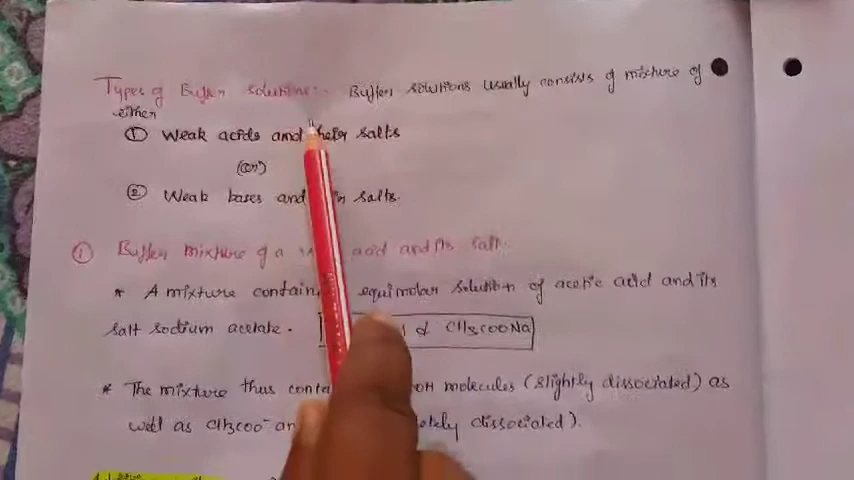 Types of Buffer solutions:- Buffer solutions usually consists of mixture of
either
① Weak acids and their salts
(or)
② Weak bases and salts.
① Buffer mixture of a acid and its salt.
* A mixture contain equimolar solution of acetic acid and its
salt sodium acetate. & CH3COONa
* The mixture thus molecules (slightly dissociated) as
well as CH3COO- dissociated).